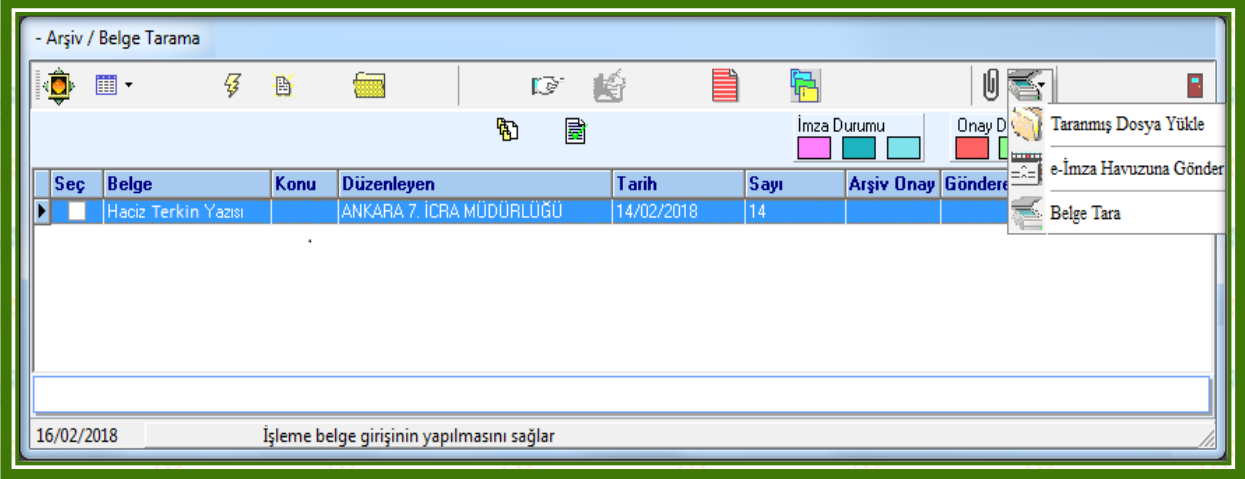 - Arşiv / Belge Tarama
İmza Durumu
Onay D
Taranmış Dosya Yükle
e-İmza Havuzuna Gönder
Belge Tara
Seç Belge Konu Düzenleyen Tarih Sayı Arşiv Onay Göndere
Haciz Terkin Yazısı ANKARA 7. İCRA MÜDÜRLÜĞÜ 14/02/2018 14
16/02/2018 İşleme belge girişinin yapılmasını sağlar